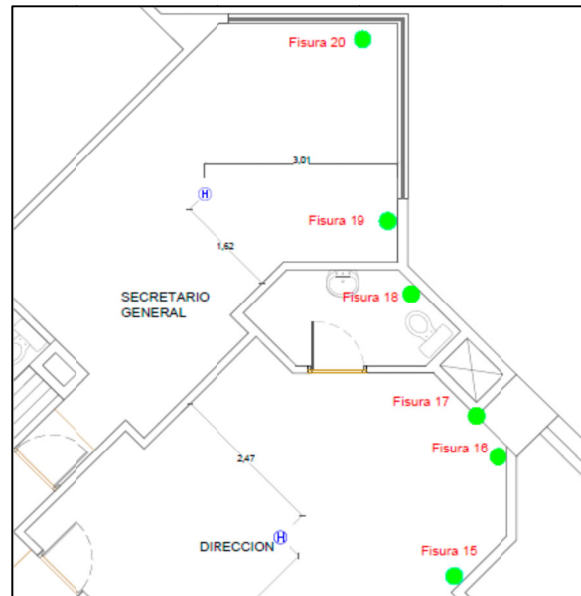 Fisura 20
3,01
H
Fisura 19
1,62
SECRETARIO
GENERAL
Fisura 18
Fisura 17
Fisura 16
2,47
H
DIRECCION
Fisura 15